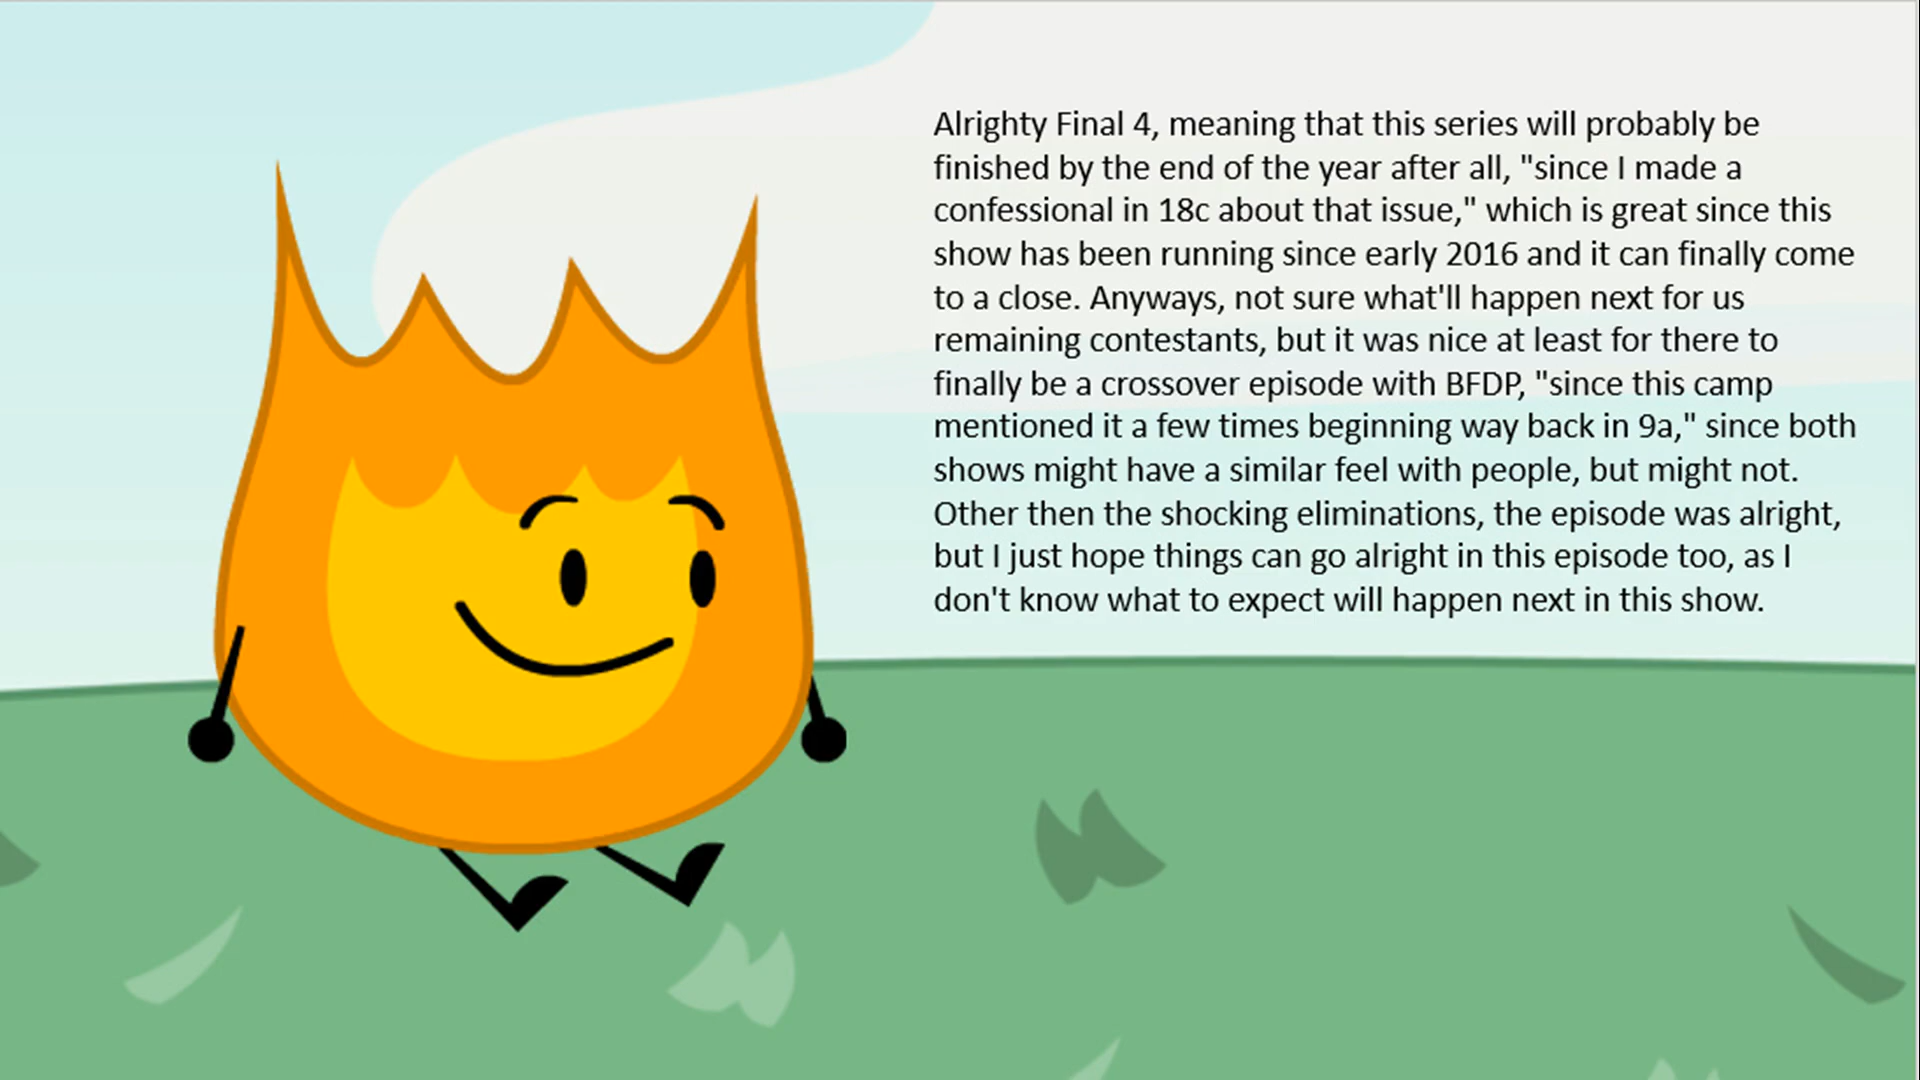 Alrighty Final 4, meaning that this series will probably be
finished by the end of the year after all, "since I made a
confessional in 18c about that issue," which is great since this
show has been running since early 2016 and it can finally come
to a close. Anyways, not sure what'll happen next for us
remaining contestants, but it was nice at least for there to
finally be a crossover episode with BFDP, "since this camp
mentioned it a few times beginning way back in 9a," since both
shows might have a similar feel with people, but might not.
Other then the shocking eliminations, the episode was alright,
but I just hope things can go alright in this episode too, as I
don't know what to expect will happen next in this show.